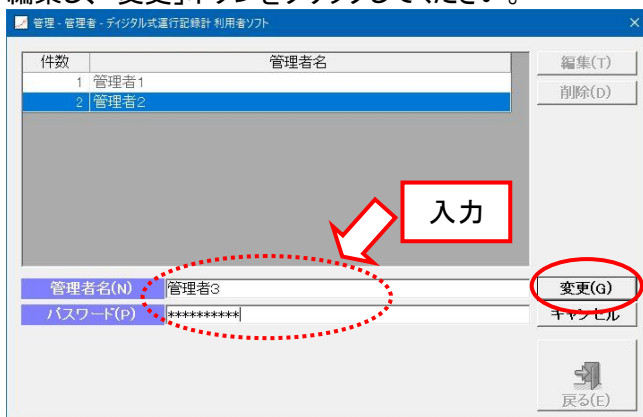 編集し、「変更」ボタンをクリックしてください。
管理 - 管理者 - ディジタル式運行記録計 利用者ソフト
件数 管理者名 編集(T)
1 管理者1
2 管理者2 削除(D)
入力
管理者名(N) 管理者3 変更(G)
パスワード(P) ********** キャンセル
戻る(E)